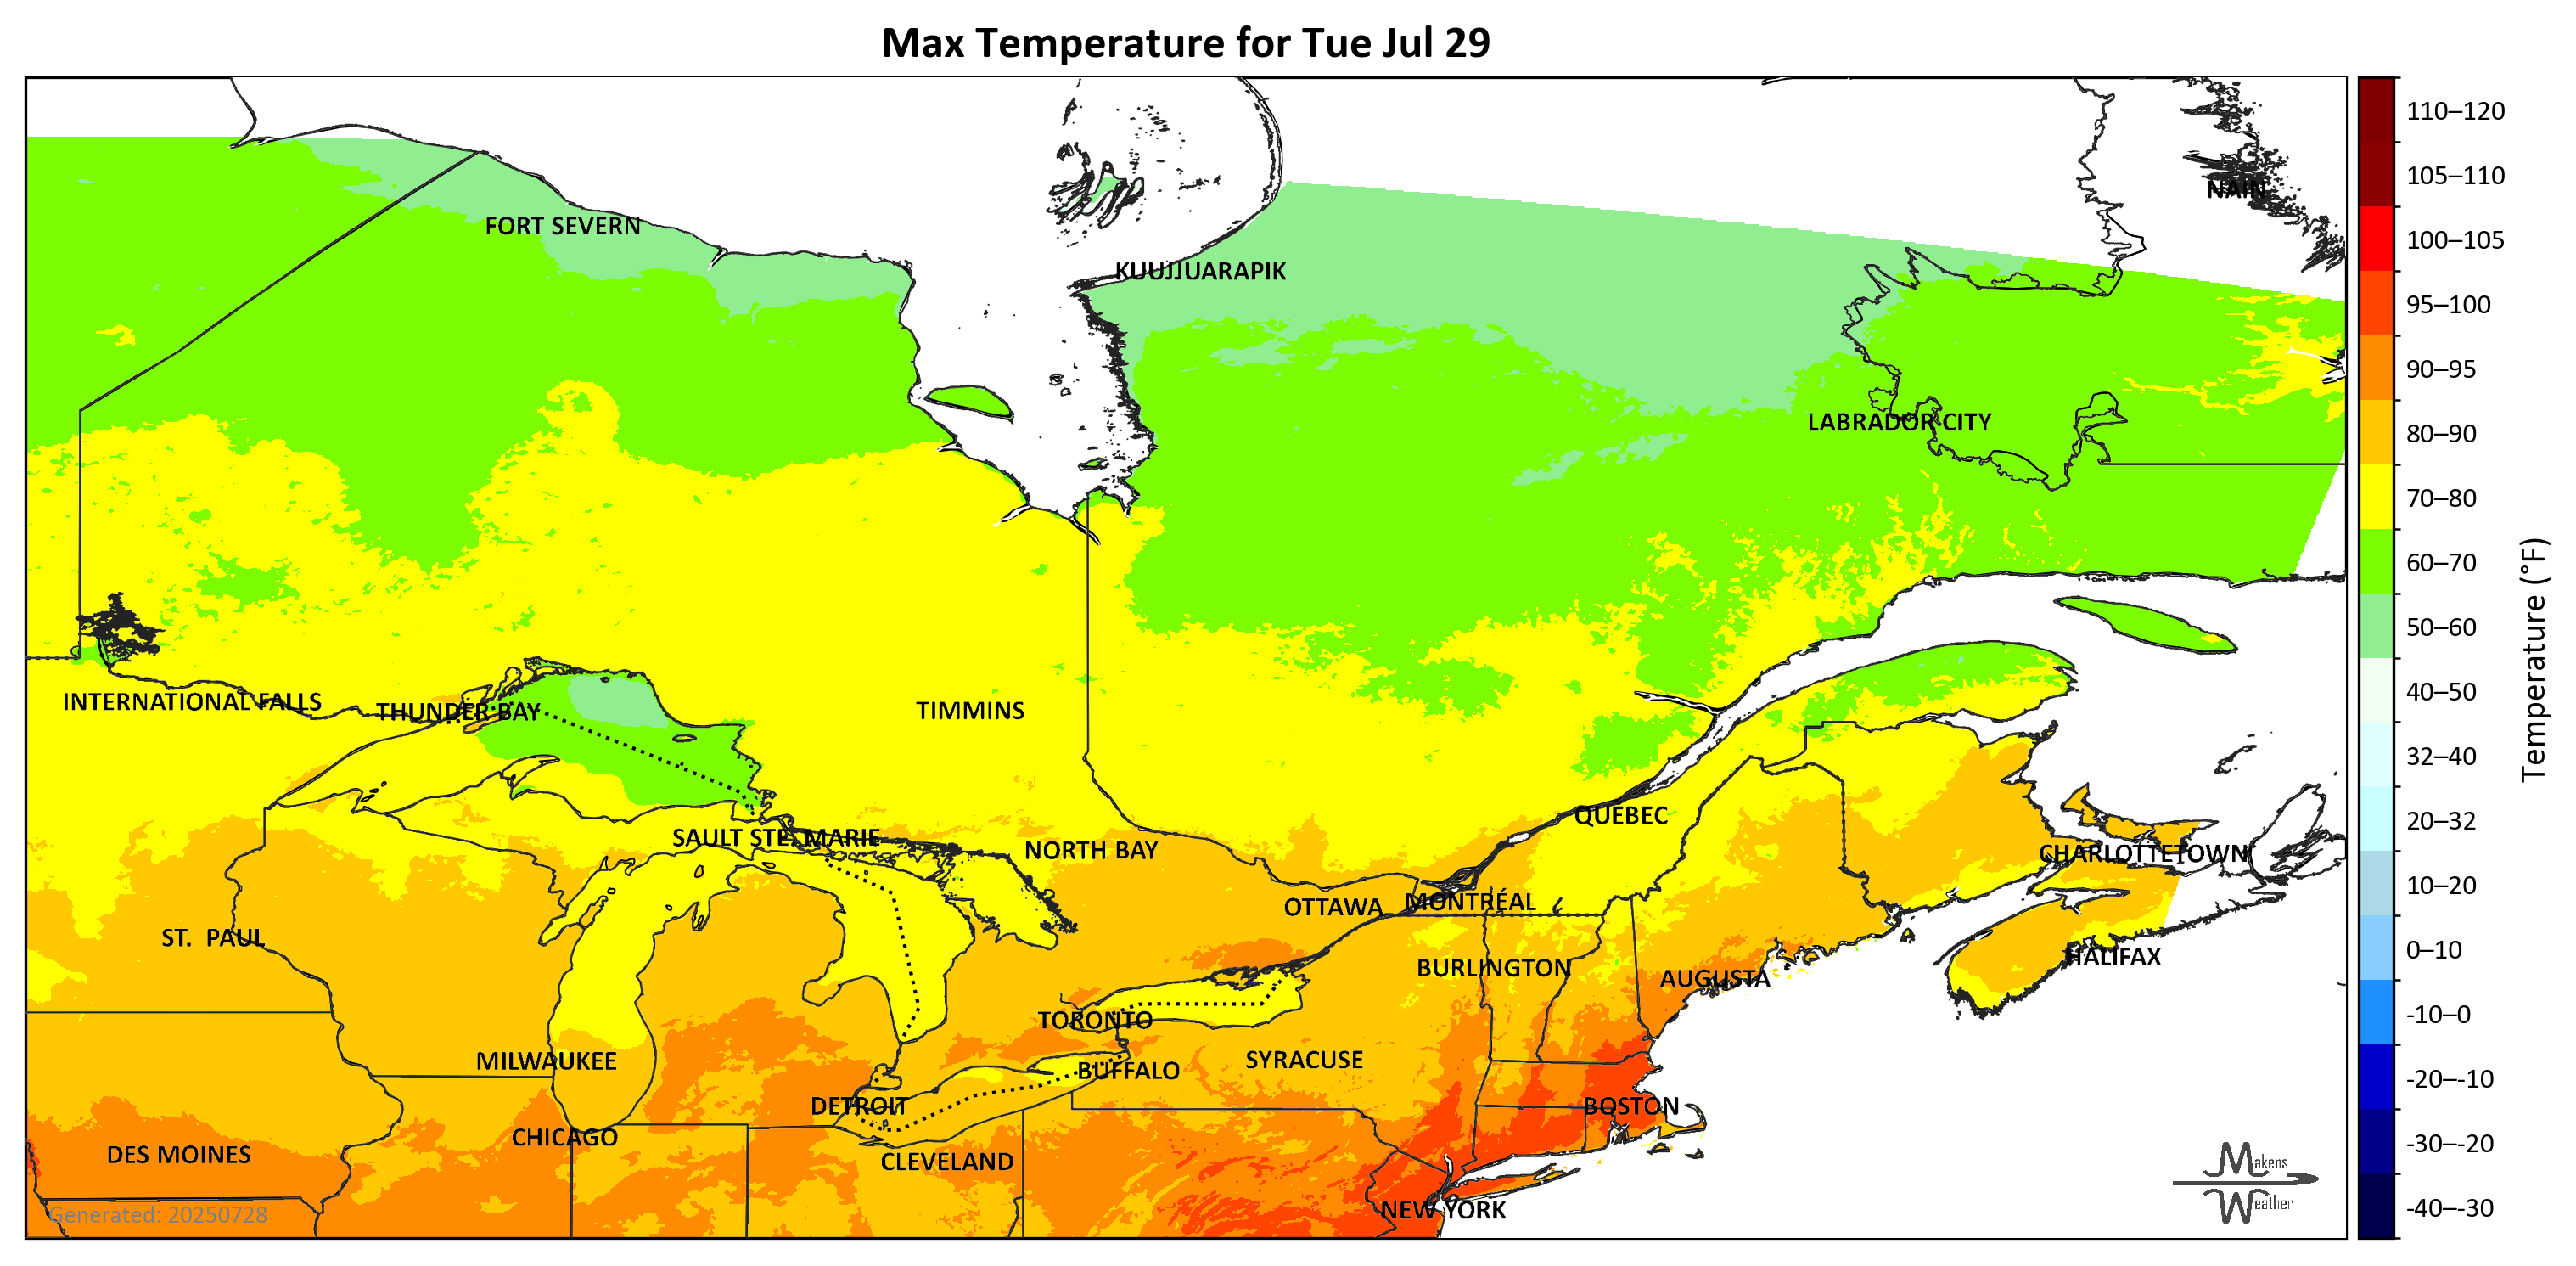 Max Temperature for Tue Jul 29
NAIN
FORT SEVERN
KUUJJUARAPIK
LABRADOR CITY
INTERNATIONAL FALLS
THUNDER BAY
TIMMINS
QUEBEC
SAULT STE. MARIE
NORTH BAY
CHARLOTTETOWN
OTTAWA
MONTRÉAL
ST. PAUL
BURLINGTON
HALIFAX
AUGUSTA
TORONTO
MILWAUKEE
SYRACUSE
BUFFALO
DETROIT
BOSTON
CHICAGO
DES MOINES
CLEVELAND
NEW YORK
Generated: 20250728
Makens
Weather
110–120
105–110
100–105
95–100
90–95
80–90
70–80
60–70
50–60
40–50
32–40
20–32
10–20
0–10
-10–0
-20–-10
-30–-20
-40–-30
Temperature (°F)